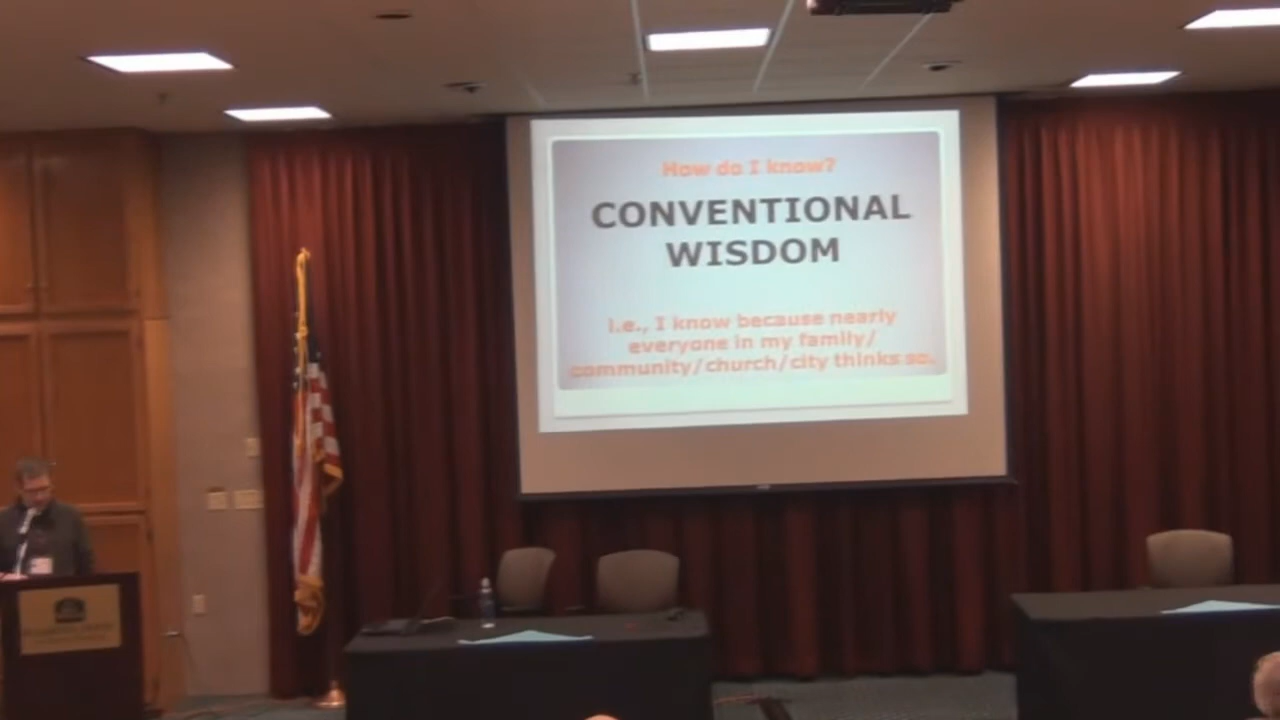 How do I know?
CONVENTIONAL
WISDOM
i.e., I know because nearly
everyone in my family/
community/church/city thinks so.